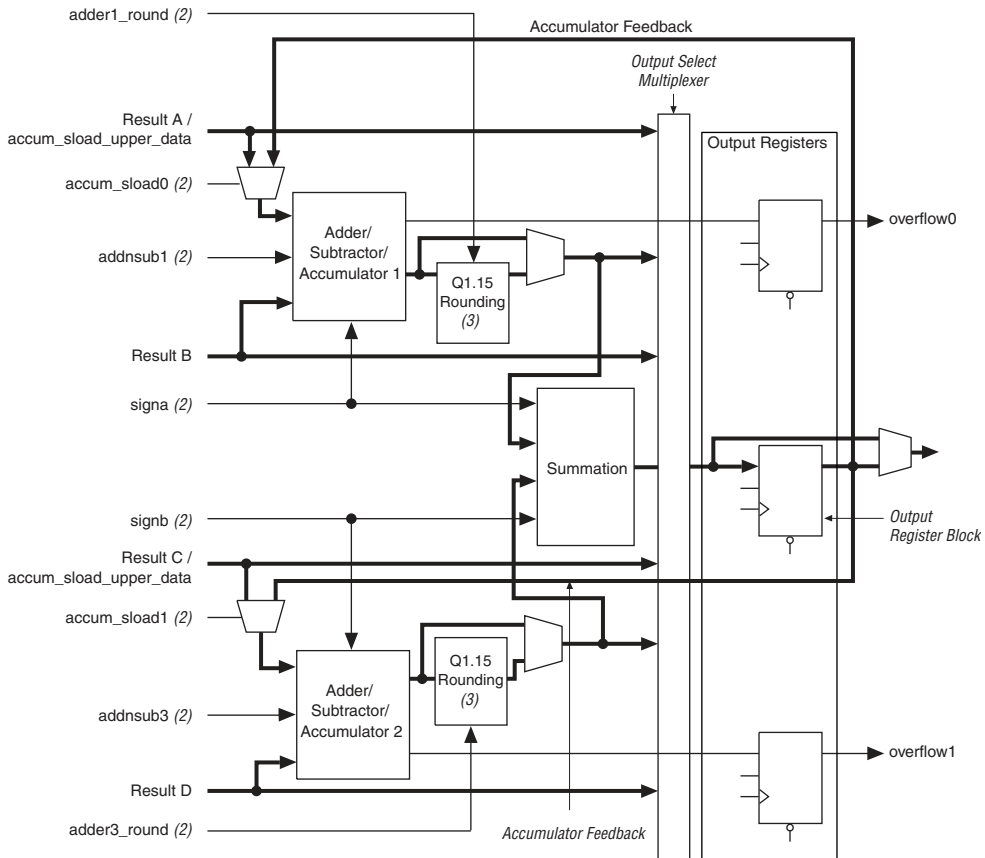 adder1_round (2)
Accumulator Feedback
Output Select
Multiplexer
Result A /
accum_sload_upper_data
Output Registers
accum_sload0 (2)
overflow0
Adder/
Subtractor/
Accumulator 1
addnsub1 (2)
Q1.15
Rounding
(3)
Result B
signa (2)
Summation
signb (2)
Output
Register Block
Result C /
accum_sload_upper_data
accum_sload1 (2)
Q1.15
Rounding
(3)
Adder/
Subtractor/
Accumulator 2
addnsub3 (2)
overflow1
Result D
adder3_round (2)
Accumulator Feedback